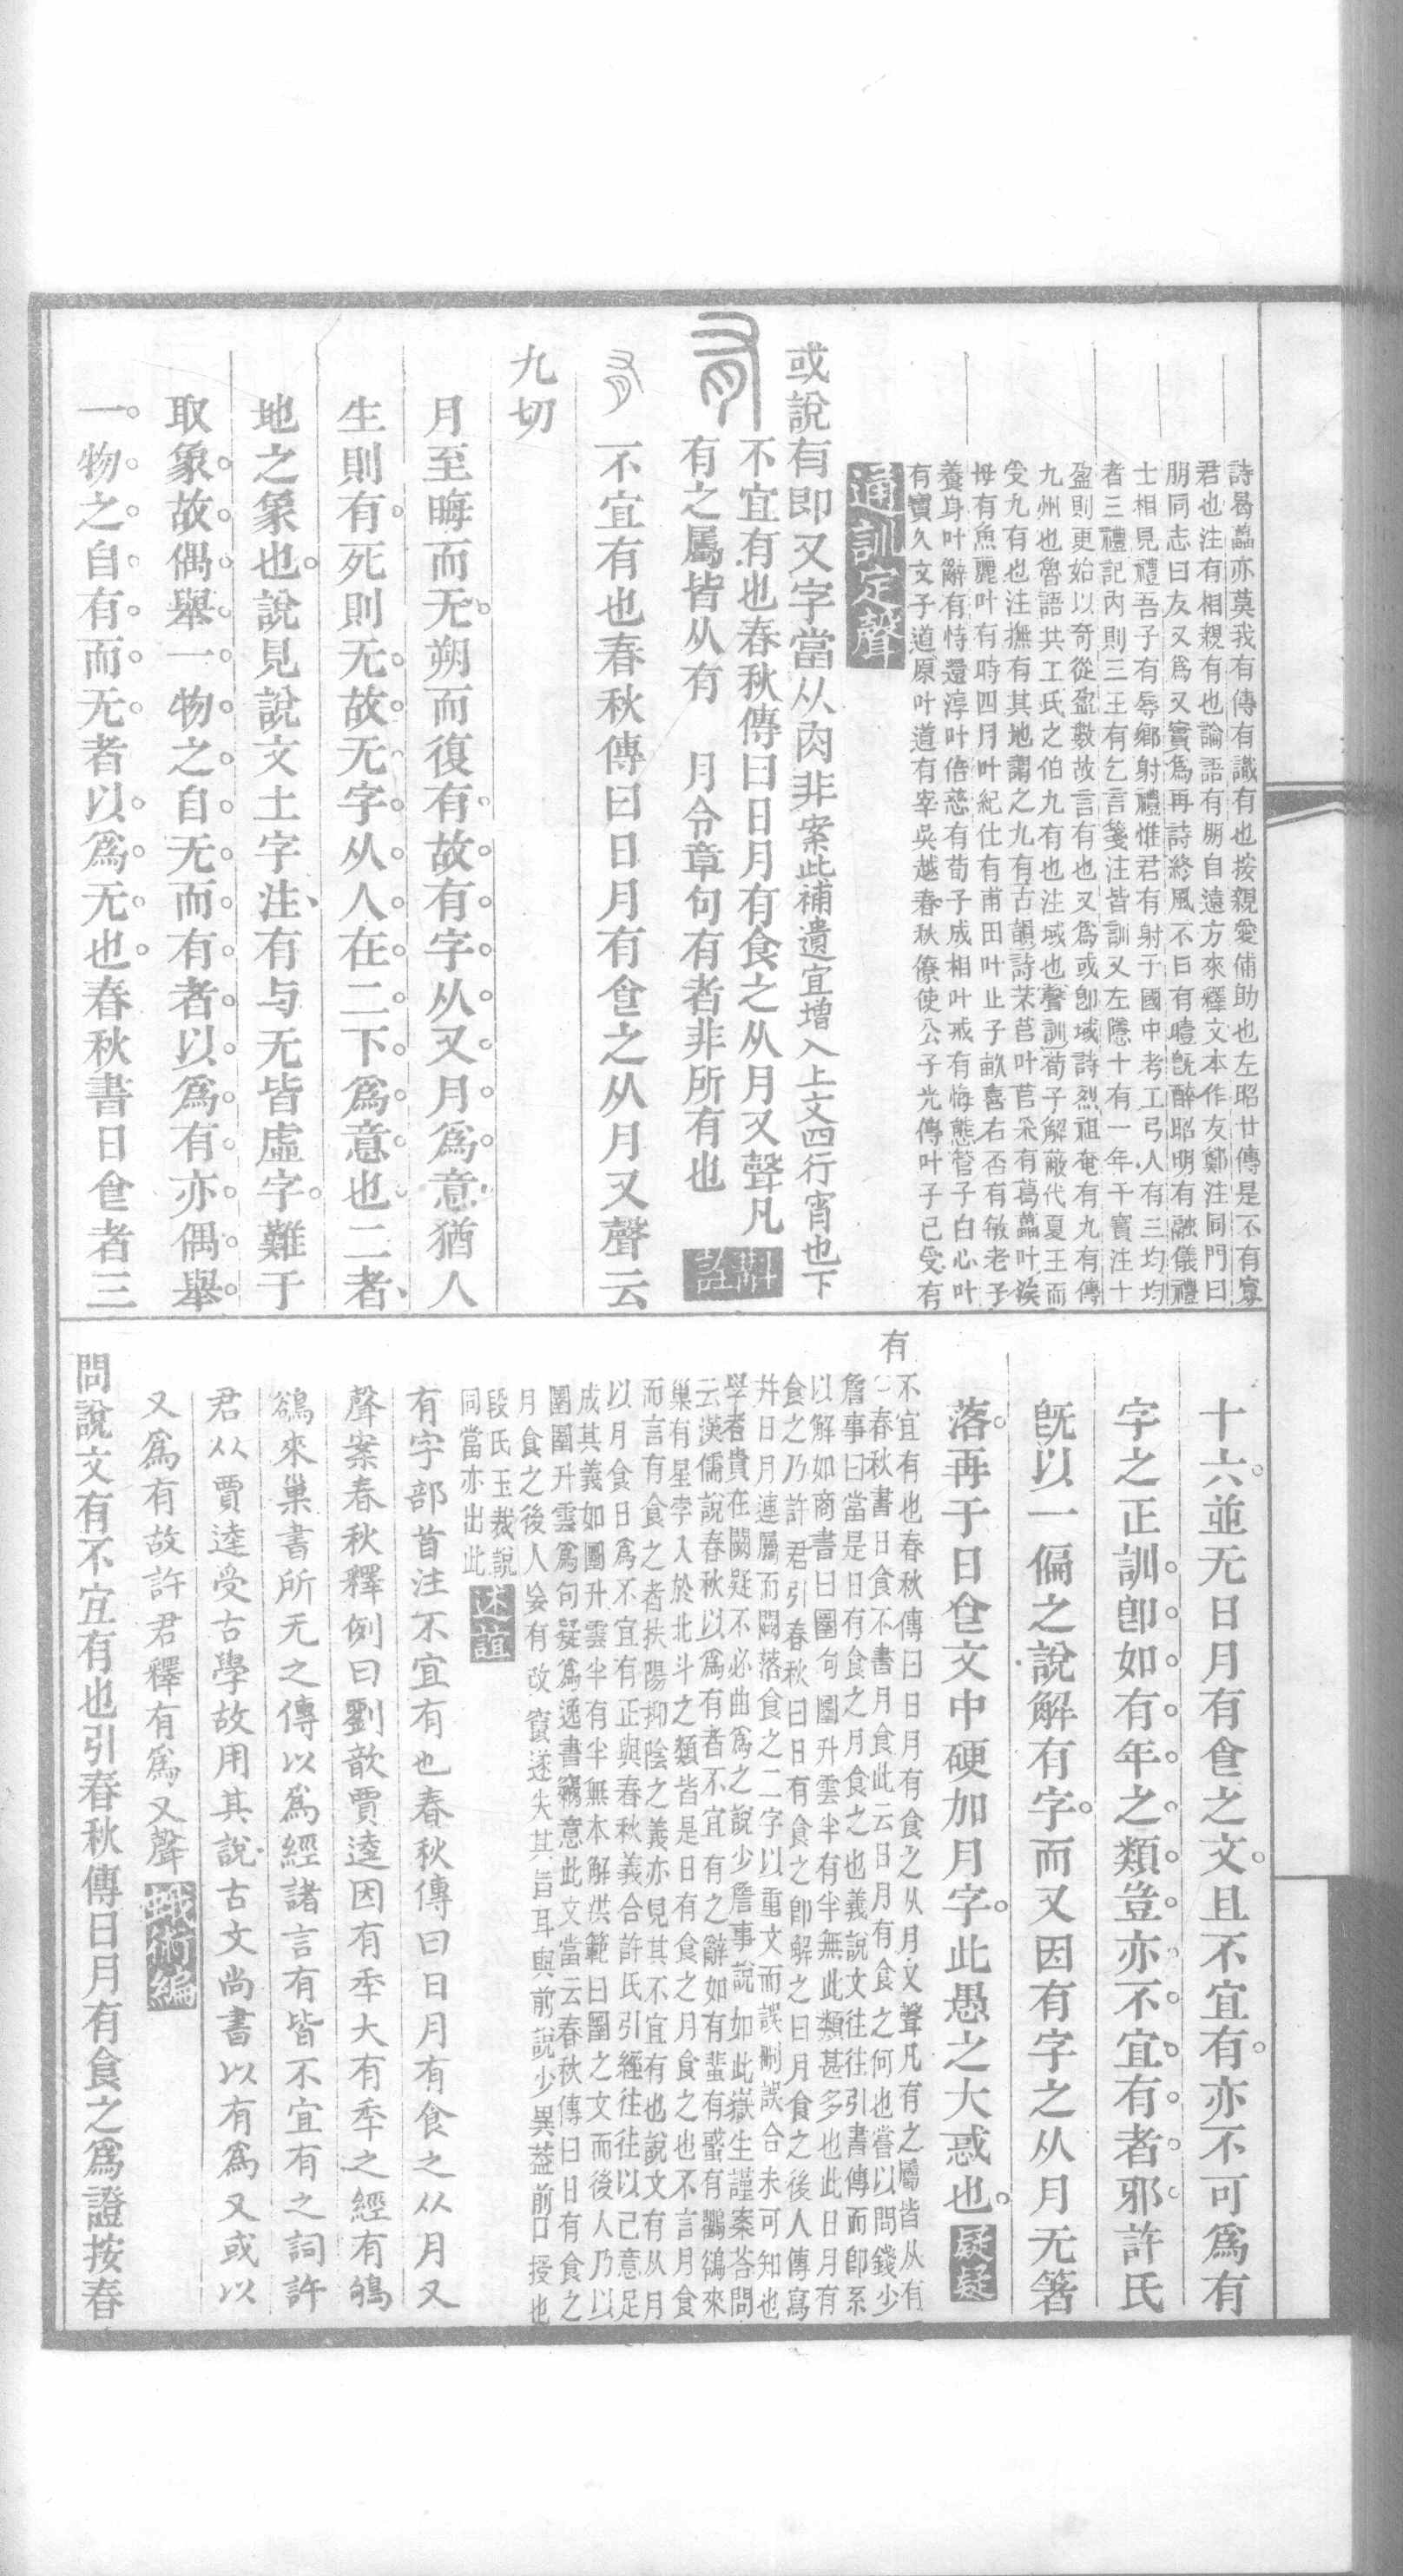 詩曷藟亦莫我有傳有識有也按親愛俌助也左昭廿傳是不有寡
君也注有相親有也論語有朋自遠方來釋文本作友鄭注同門曰
朋同志曰友又爲又實爲再詩終風不日有曀旣醉昭明有融儀禮
士相見禮吾子有辱鄉射禮惟君有射于國中考工弓人有三均均
者三禮記內則三王有乞言箋注皆訓又左隱十有一年干寶注十
盈則更始以奇從盈數故言有也又爲或卽域詩烈祖奄有九有傳
九州也魯語共工氏之伯九有也注域也聲訓荀子解蔽代夏王而
受九有也注撫有其地謂之九有古韻詩芣苢叶苢采有葛藟叶涘
母有魚麗叶有時四月叶紀仕有甫田叶止子畝喜右否有敏老子
養身叶辭有恃還淳叶倍慈有荀子成相叶戒有悔態管子白心叶
有寶久文子道原叶道有宰吳越春秋僚使公子光傳叶子已受有
通訓定聲
或說有卽又字當从肉非案此補遺宜增入上文四行宥也下
不宜有也春秋傳曰日月有食之从月又聲凡
有之屬皆从有 月令章句有者非所有也
斠詮
不宜有也春秋傳曰日月有食之从月又聲云
九切
月至晦而无朔而復有故有字从又月爲意猶人
生則有死則无故无字从人在二下爲意也二者
地之象也說見說文土字注有与无皆虛字難于
取象故偶舉一物之自无而有者以爲有亦偶舉
一物之自有而无者以爲无也春秋書日食者三
十六並无日月有食之文且不宜有亦不可爲有
字之正訓卽如有年之類豈亦不宜有者邪許氏
旣以一偏之說解有字而又因有字之从月无箸
落再于日食文中硬加月字此愚之大惑也疑疑
有
不宜有也春秋傳曰日月有食之从月又聲凡有之屬皆从有
春秋書日食不書月食此云日月有食之何也嘗以問錢少
詹事曰當是日有食之月食之也義說文往往引書傳而卽系
以解如商書曰圛句圛升雲半有半無此類甚多也此日月有
食之乃許君引春秋曰日有食之卽解之曰月食之後人傳寫
幷日月連屬而闕落食之二字以重文而誤刪誤合未可知也
學者貴在闕疑不必曲爲之說少詹事說如此嶽生謹案荅問
云漢儒說春秋以爲有者不宜有之辭如有蜚有蜮有鸜鵒來
巢有星孛入於北斗之類皆是日有食之月食之也不言月食
而言有食之者扶陽抑陰之義亦見其不宜有也說文有从月
以月食日爲不宜有正與春秋義合許氏引經往往以己意足
成其義如圛升雲半有半無本解洪範曰圛之文而後人乃以
圛圛升雲爲句疑爲逸書竊意此文當云春秋傳曰日有食之
月食之後人妄有改竄遂失其旨耳與前說少異葢前口授也
段氏玉裁說
同當亦出此
述誼
有字部首注不宜有也春秋傳曰日月有食之从月又
聲案春秋釋例曰劉歆賈逵因有秊大有秊之經有鴝
鵒來巢書所无之傳以爲經諸言有皆不宜有之詞許
君从賈逵受古學故用其說古文尚書以有爲又或以
又爲有故許君釋有爲又聲蛾術編
問說文有不宜有也引春秋傳日月有食之爲證按春